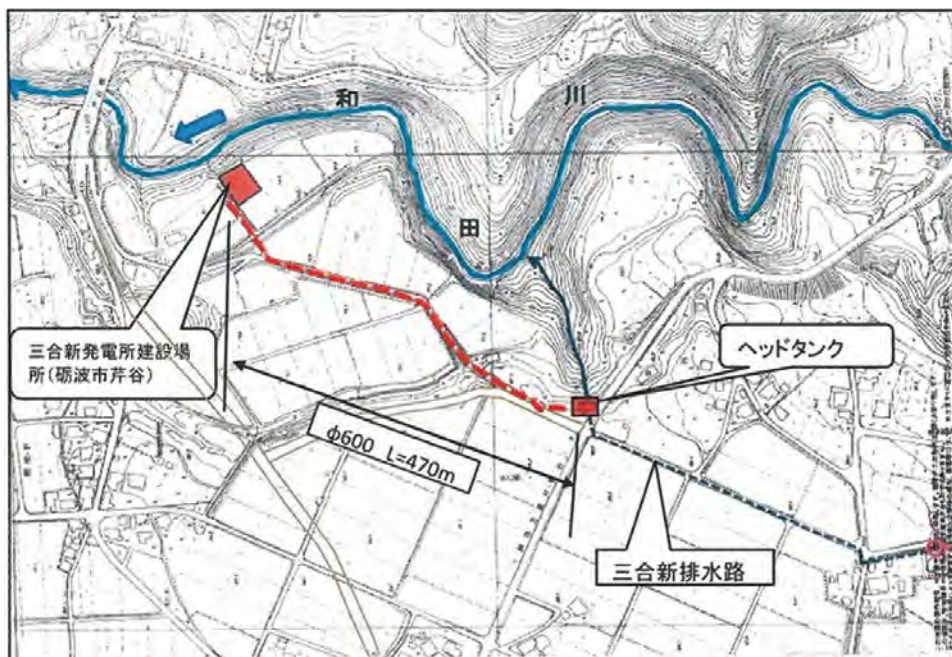 和
川
田
三合新発電所建設場
所(砺波市芹谷)
ヘッドタンク
φ600 L=470m
三合新排水路